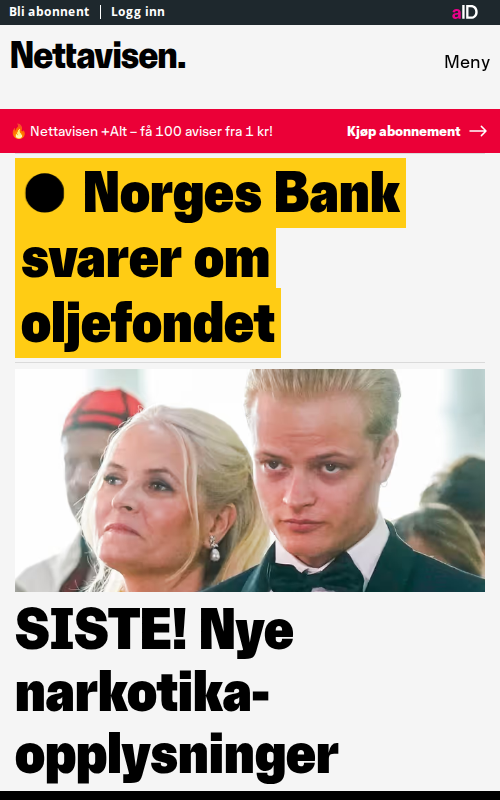 Bli abonnent | Logg inn
aID
Nettavisen.
Meny
🔥 Nettavisen +Alt – få 100 aviser fra 1 kr!
Kjøp abonnement →
● Norges Bank
svarer om
oljefondet
SISTE! Nye
narkotika-
opplysninger